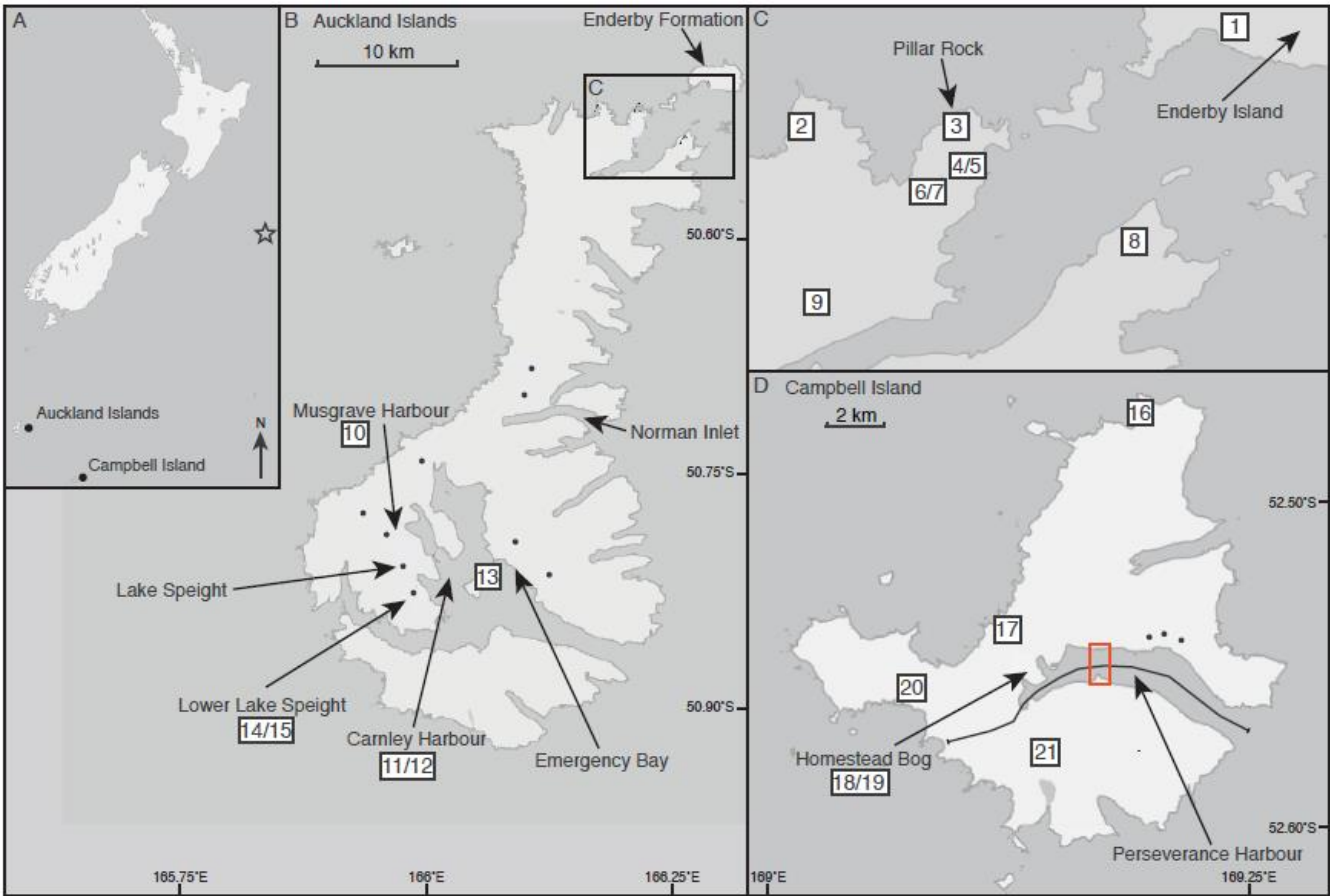 A
Auckland Islands
N
Campbell Island
B Auckland Islands
10 km
Enderby Formation
C
50.60°S
Musgrave Harbour
10
Norman Inlet
50.75°S
13
Lake Speight
Lower Lake Speight
14/15
Carnley Harbour
11/12
Emergency Bay
50.90°S
165.75°E
166°E
166.25°E
C
1
Pillar Rock
Enderby Island
2
3
4/5
6/7
8
9
D Campbell Island
2 km
16
52.50°S
17
20
Homestead Bog
18/19
21
Perseverance Harbour
52.60°S
169°E
169.25°E